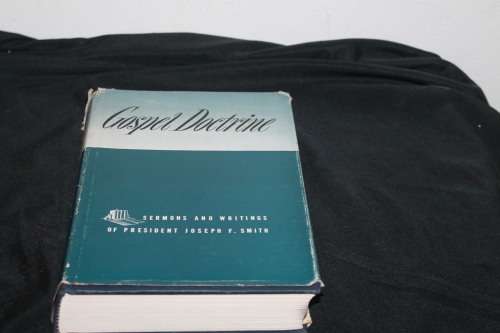 Gospel Doctrine
SERMONS AND WRITINGS
OF PRESIDENT JOSEPH F. SMITH